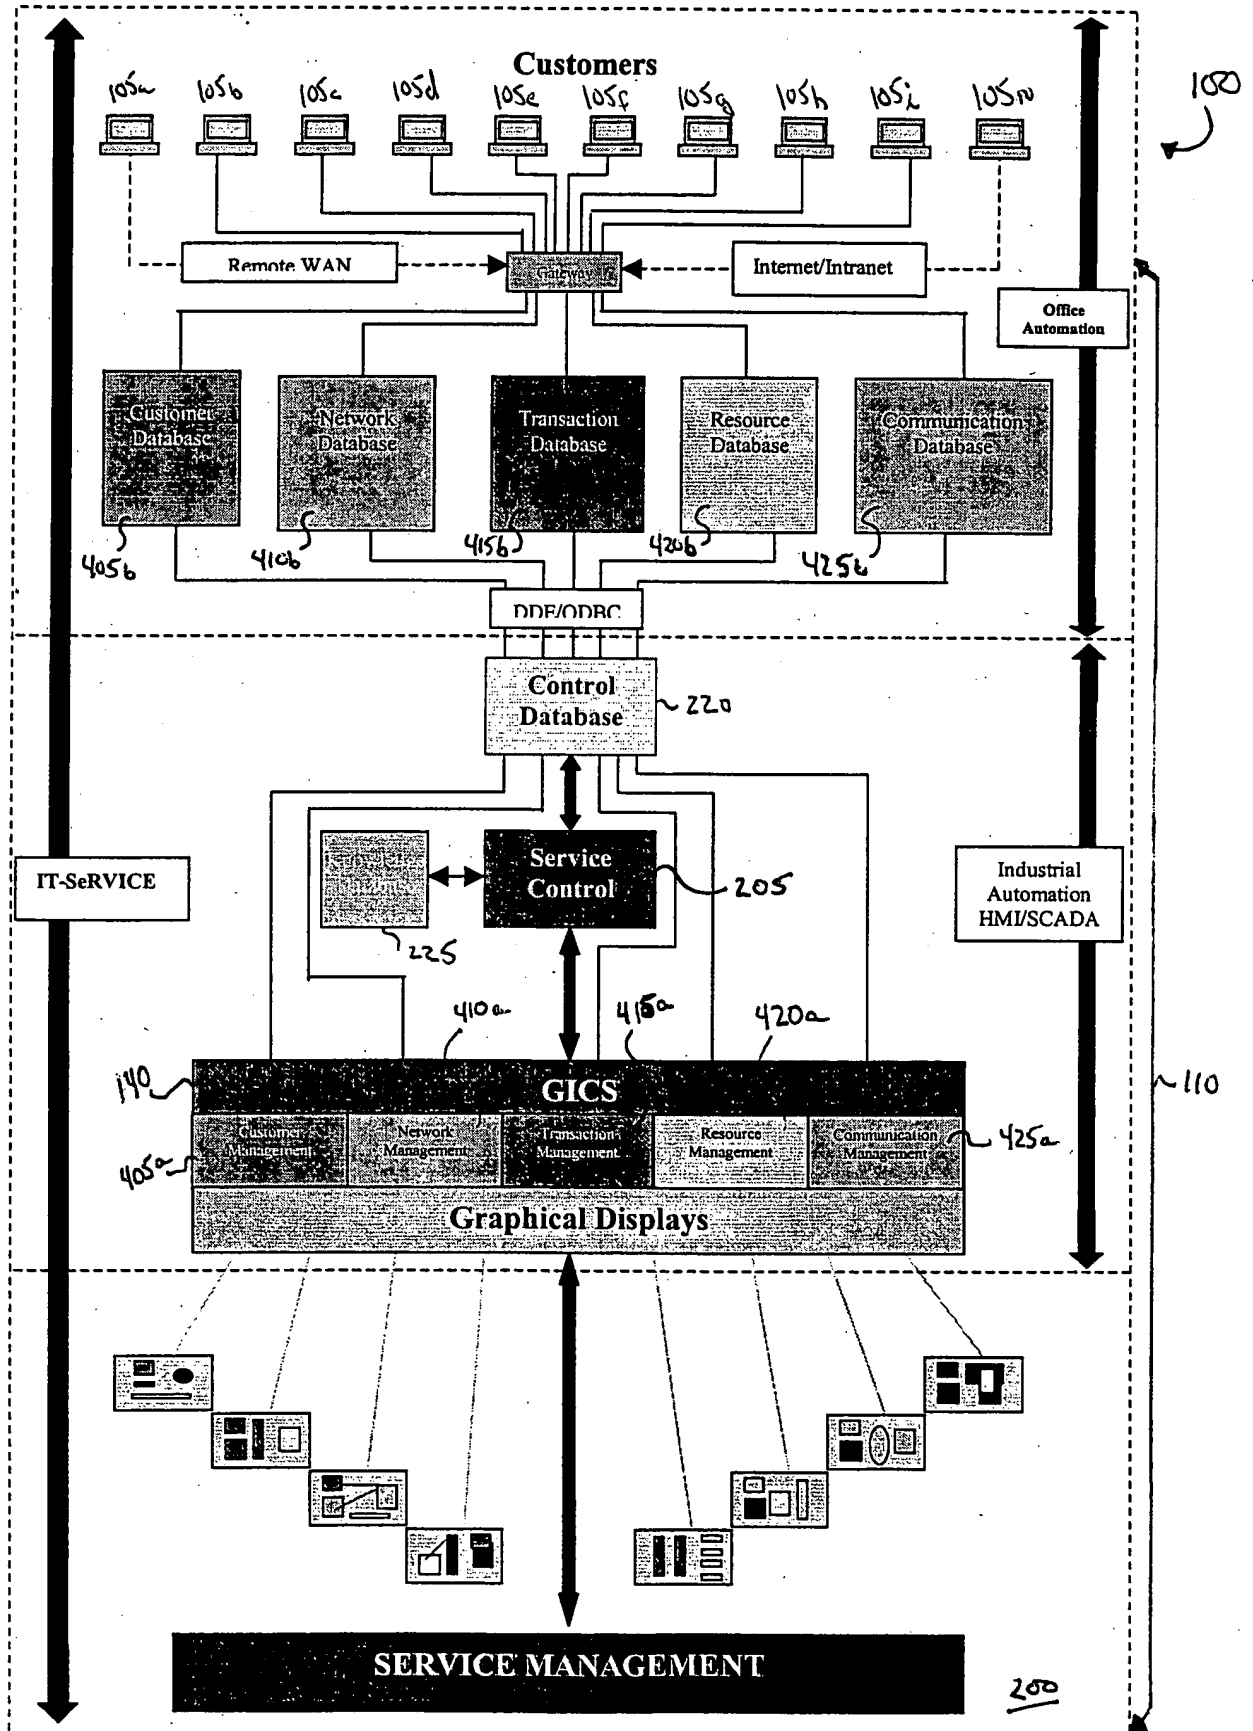 Customers
105a 105b 105c 105d 105e 105f 105g 105h 105i 105n
100
Remote WAN
Gateway
Internet/Intranet
Office
Automation
Customer
Database
Network
Database
Transaction
Database
Resource
Database
Communication
Database
405b
410b
415b
420b
425b
DDE/ODBC
Control
Database
220
IT-SeRVICE
Service
Control
205
225
Industrial
Automation
HMI/SCADA
410a
415a
420a
140
GICS
110
Customer
Management
Network
Management
Transaction
Management
Resource
Management
Communication
Management
405a
425a
Graphical Displays
SERVICE MANAGEMENT
200